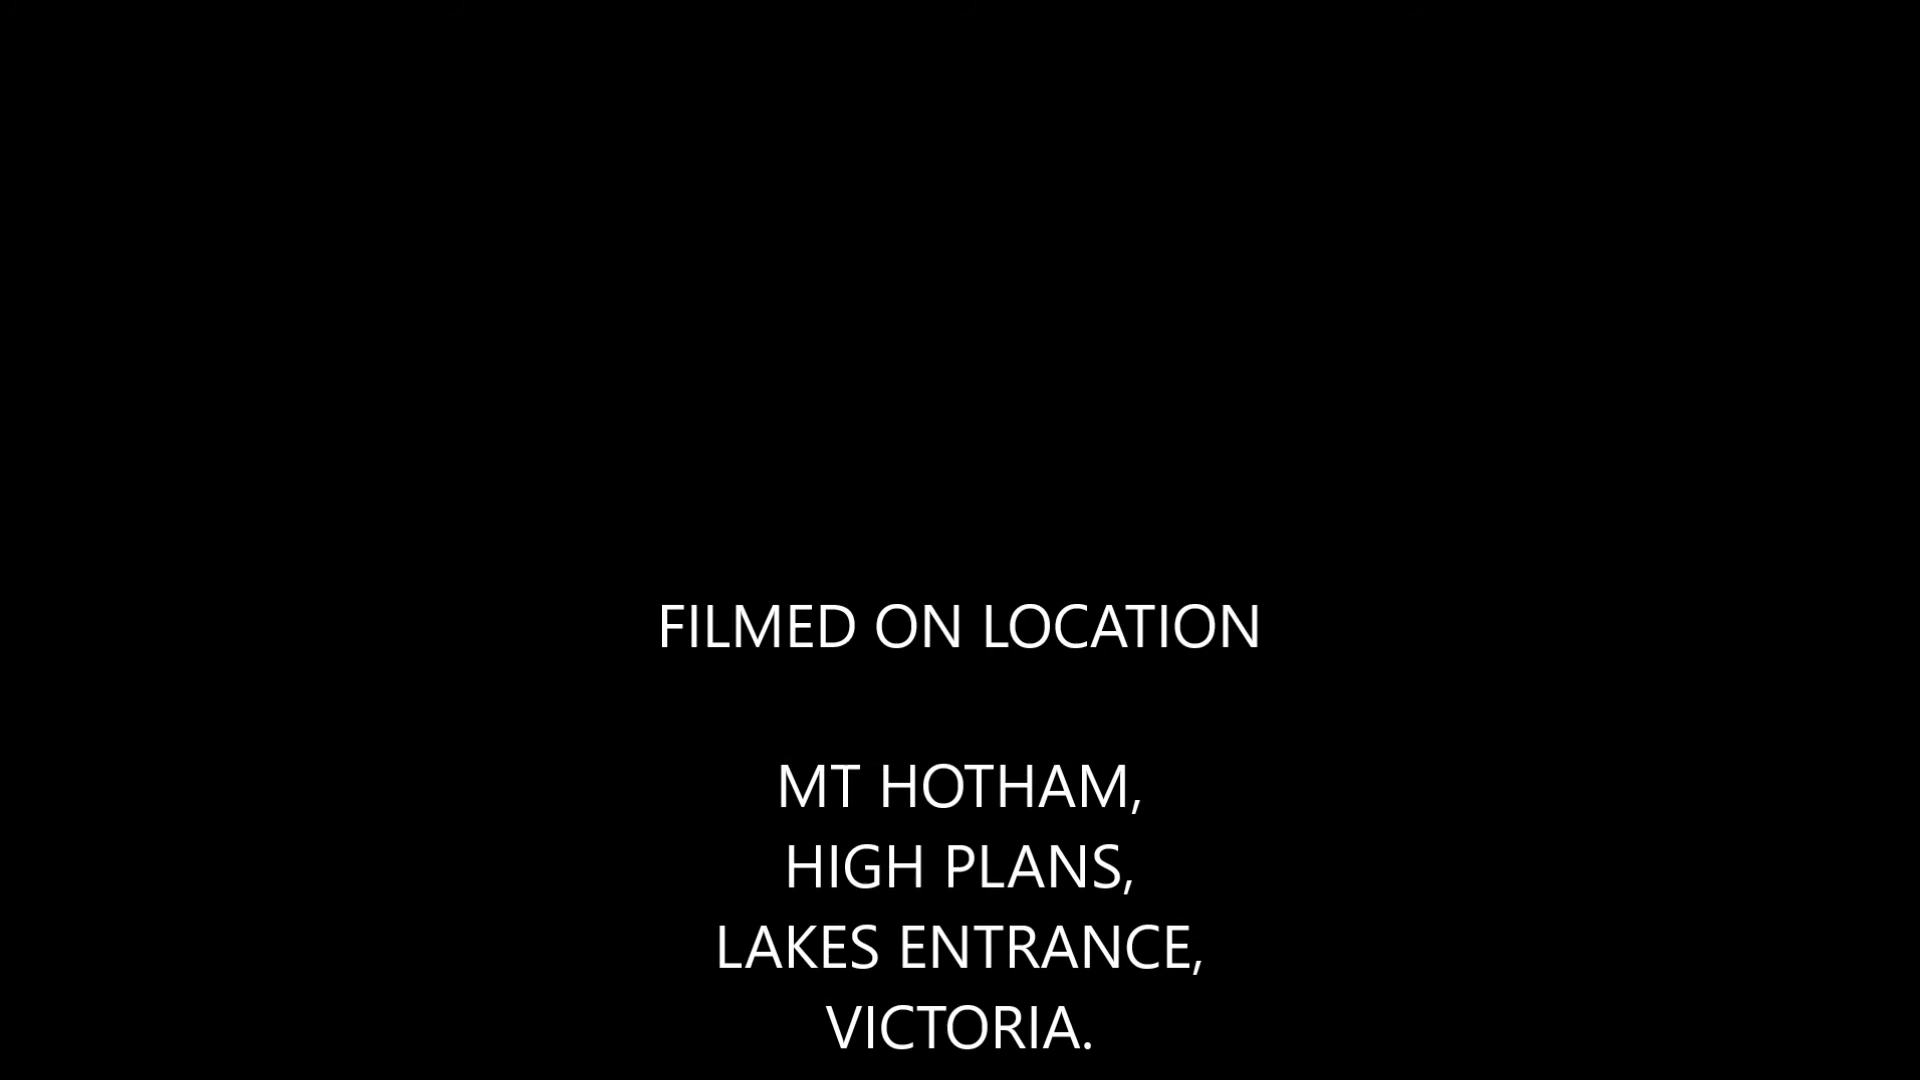 FILMED ON LOCATION
MT HOTHAM,
HIGH PLANS,
LAKES ENTRANCE,
VICTORIA.